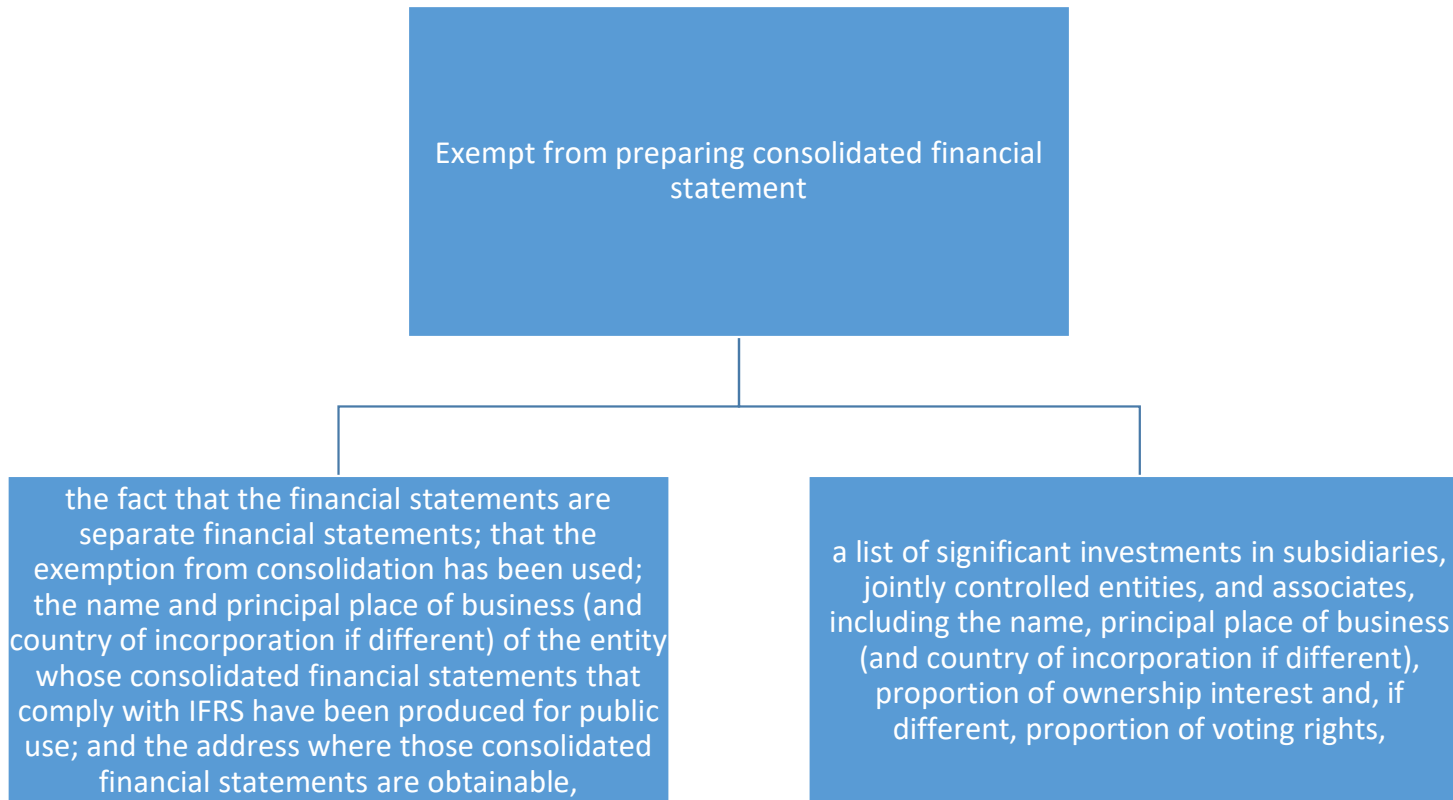 Exempt from preparing consolidated financial
statement
the fact that the financial statements are
separate financial statements; that the
exemption from consolidation has been used;
the name and principal place of business (and
country of incorporation if different) of the entity
whose consolidated financial statements that
comply with IFRS have been produced for public
use; and the address where those consolidated
financial statements are obtainable,
a list of significant investments in subsidiaries,
jointly controlled entities, and associates,
including the name, principal place of business
(and country of incorporation if different),
proportion of ownership interest and, if
different, proportion of voting rights,